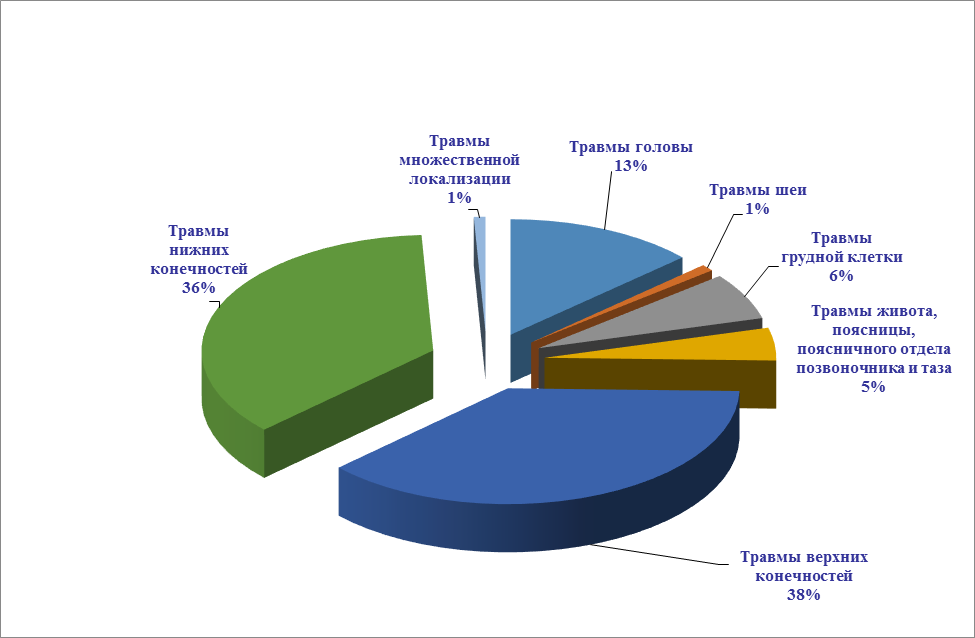 Травмы
множественной
локализации
1%
Травмы головы
13%
Травмы шеи
1%
Травмы
грудной клетки
6%
Травмы живота,
поясницы,
поясничного отдела
позвоночника и таза
5%
Травмы верхних
конечностей
38%
Травмы
нижних
конечностей
36%